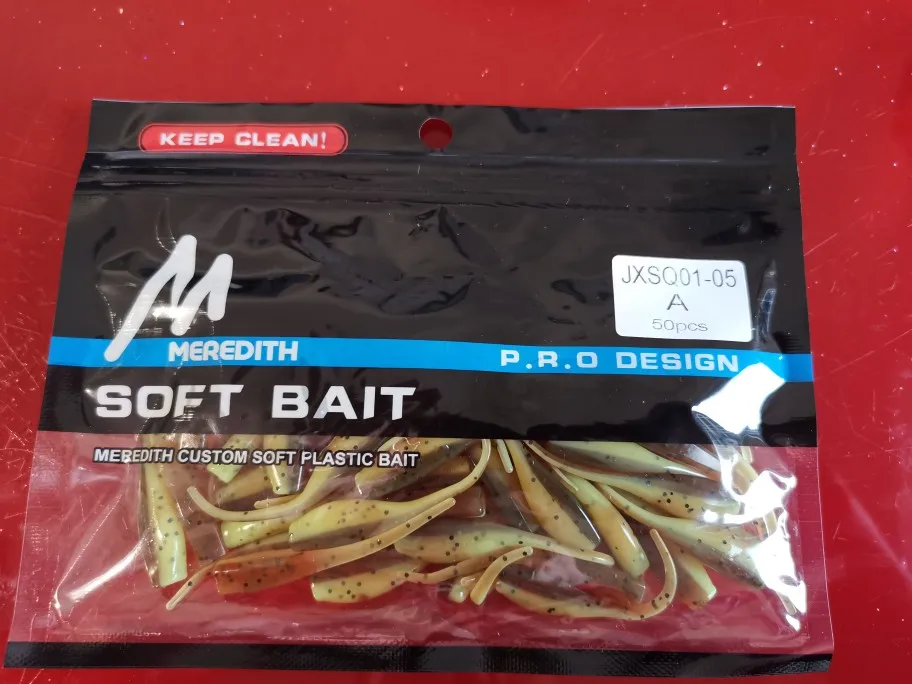 KEEP CLEAN!
JXSQ01-05
A
50pcs
M
MEREDITH
P.R.O DESIGN
SOFT BAIT
MEREDITH CUSTOM SOFT PLASTIC BAIT